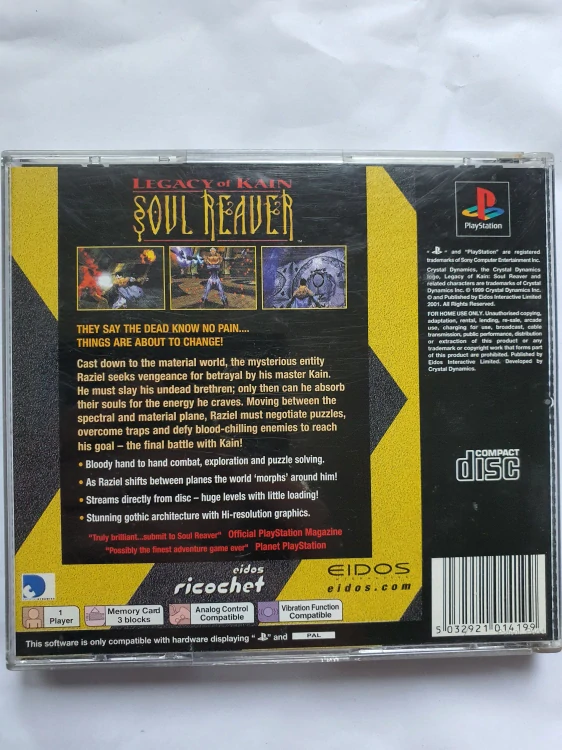 LEGACY of KAIN
SOUL REAVER
™
THEY SAY THE DEAD KNOW NO PAIN....
THINGS ARE ABOUT TO CHANGE!
Cast down to the material world, the mysterious entity
Raziel seeks vengeance for betrayal by his master Kain.
He must slay his undead brethren; only then can he absorb
their souls for the energy he craves. Moving between the
spectral and material plane, Raziel must negotiate puzzles,
overcome traps and defy blood-chilling enemies to reach
his goal – the final battle with Kain!
• Bloody hand to hand combat, exploration and puzzle solving.
• As Raziel shifts between planes the world 'morphs' around him!
• Streams directly from disc – huge levels with little loading!
• Stunning gothic architecture with Hi-resolution graphics.
"Truly brilliant...submit to Soul Reaver" Official PlayStation Magazine
"Possibly the finest adventure game ever" Planet PlayStation
eidos
ricochet
EIDOS
INTERACTIVE
eidos.com
1
Player
Memory Card
3 blocks
Analog Control
Compatible
Vibration Function
Compatible
This software is only compatible with hardware displaying " " and PAL
PlayStation
" " and "PlayStation" are registered
trademarks of Sony Computer Entertainment Inc.
Crystal Dynamics, the Crystal Dynamics
logo, Legacy of Kain: Soul Reaver and
related characters are trademarks of Crystal
Dynamics Inc. © 1999 Crystal Dynamics Inc.
© and Published by Eidos Interactive Limited
2001. All Rights Reserved.
FOR HOME USE ONLY. Unauthorised copying,
adaptation, rental, lending, re-sale, arcade
use, charging for use, broadcast, cable
transmission, public performance, distribution
or extraction of this product or any
trademark or copyright work that forms part
of this product are prohibited. Published by
Eidos Interactive Limited. Developed by
Crystal Dynamics.
COMPACT
disc
5 032921 014199